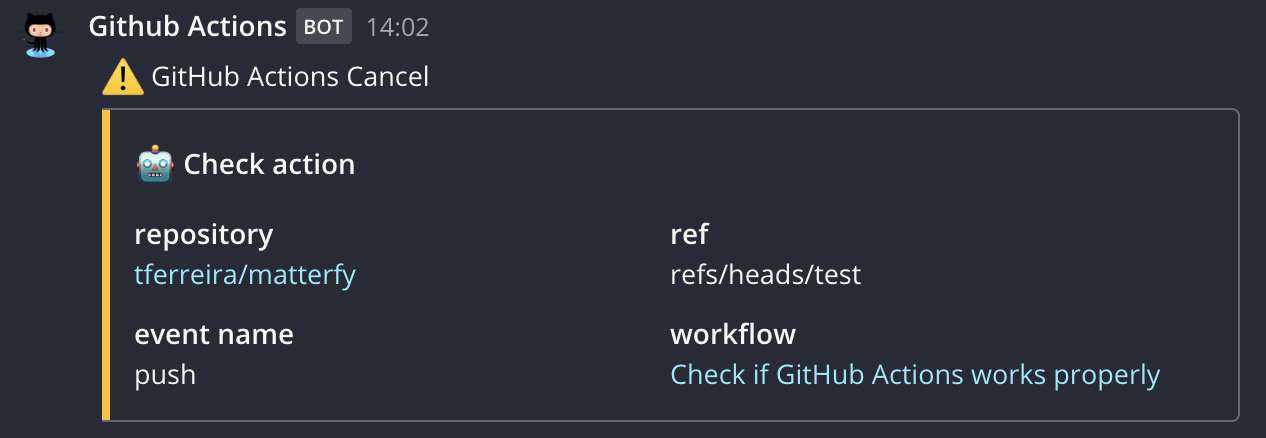 Github Actions BOT 14:02
⚠️ GitHub Actions Cancel
🤖 Check action
repository
tferreira/matterfy
ref
refs/heads/test
event name
push
workflow
Check if GitHub Actions works properly